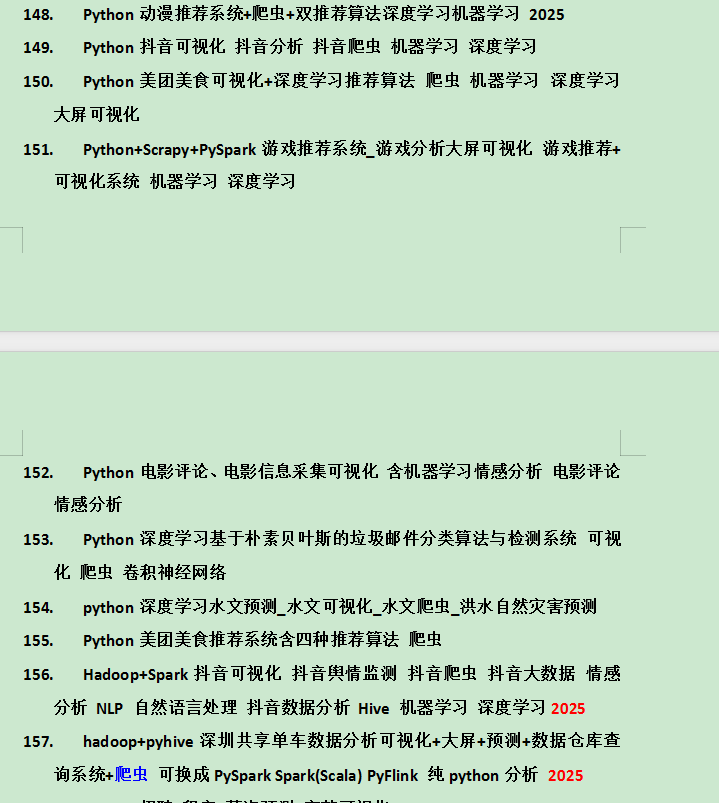 148. Python 动漫推荐系统+爬虫+双推荐算法深度学习机器学习 2025
149. Python 抖音可视化 抖音分析 抖音爬虫 机器学习 深度学习
150. Python 美团美食可视化+深度学习推荐算法 爬虫 机器学习 深度学习
大屏可视化
151. Python+Scrapy+PySpark 游戏推荐系统_游戏分析大屏可视化 游戏推荐+
可视化系统 机器学习 深度学习
152. Python 电影评论、电影信息采集可视化 含机器学习情感分析 电影评论
情感分析
153. Python 深度学习基于朴素贝叶斯的垃圾邮件分类算法与检测系统 可视
化 爬虫 卷积神经网络
154. python 深度学习水文预测_水文可视化_水文爬虫_洪水自然灾害预测
155. Python 美团美食推荐系统含四种推荐算法 爬虫
156. Hadoop+Spark 抖音可视化 抖音舆情监测 抖音爬虫 抖音大数据 情感
分析 NLP 自然语言处理 抖音数据分析 Hive 机器学习 深度学习 2025
157. hadoop+pyhive 深圳共享单车数据分析可视化+大屏+预测+数据仓库查
询系统+爬虫 可换成 PySpark Spark(Scala) PyFlink 纯 python 分析 2025